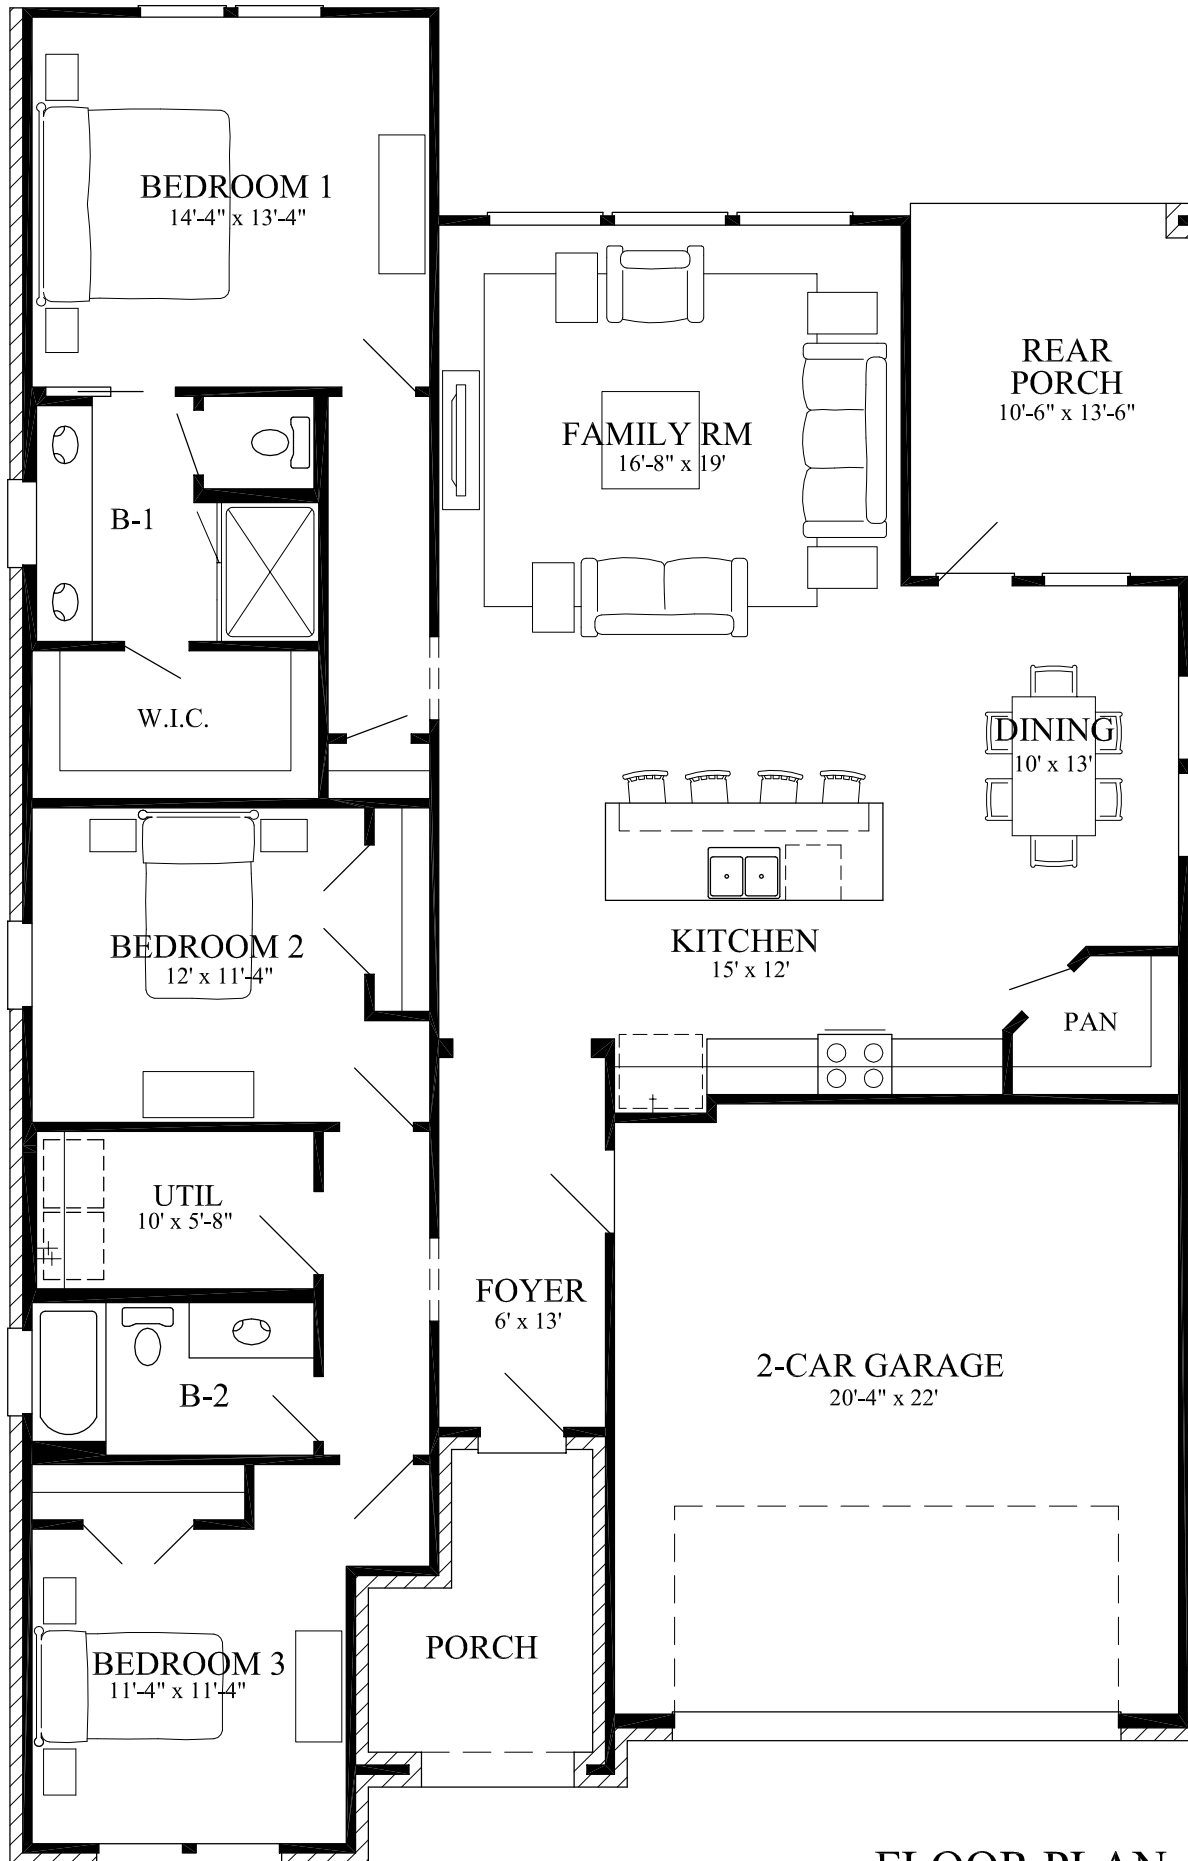 BEDROOM 1
14'-4" x 13'-4"
REAR
PORCH
10'-6" x 13'-6"
FAMILY RM
16'-8" x 19'
B-1
W.I.C.
DINING
10' x 13'
BEDROOM 2
12' x 11'-4"
KITCHEN
15' x 12'
PAN
UTIL
10' x 5'-8"
FOYER
6' x 13'
2-CAR GARAGE
20'-4" x 22'
B-2
PORCH
BEDROOM 3
11'-4" x 11'-4"
FLOOR PLAN